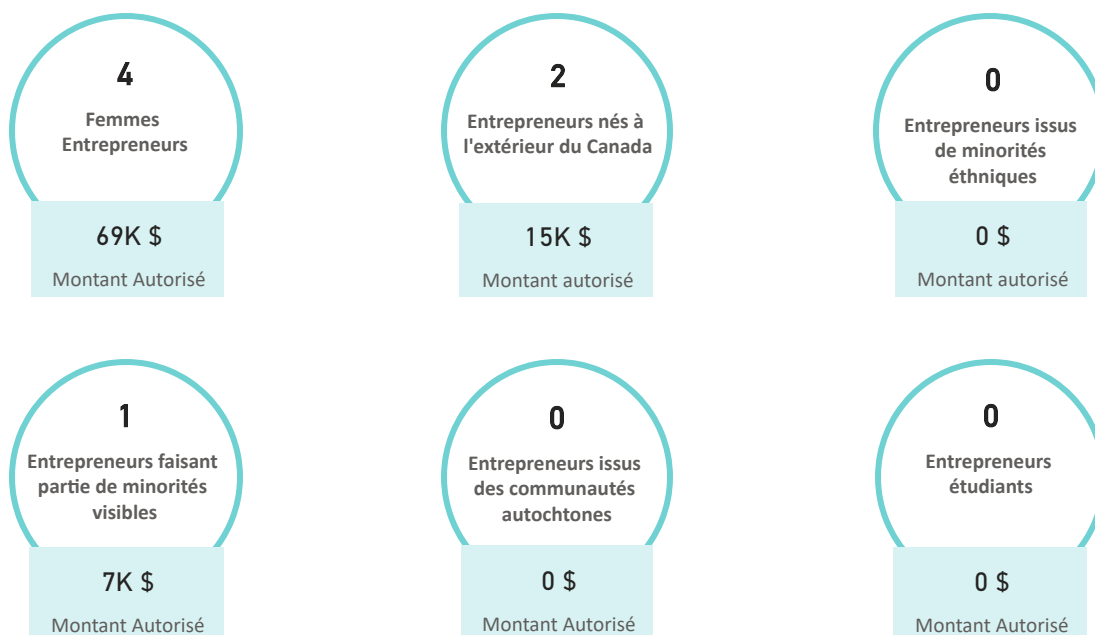 4
Femmes
Entrepreneurs
69K $
Montant Autorisé
2
Entrepreneurs nés à
l'extérieur du Canada
15K $
Montant autorisé
0
Entrepreneurs issus
de minorités
éthniques
0 $
Montant autorisé
1
Entrepreneurs faisant
partie de minorités
visibles
7K $
Montant Autorisé
0
Entrepreneurs issus
des communautés
autochtones
0 $
Montant Autorisé
0
Entrepreneurs
étudiants
0 $
Montant Autorisé